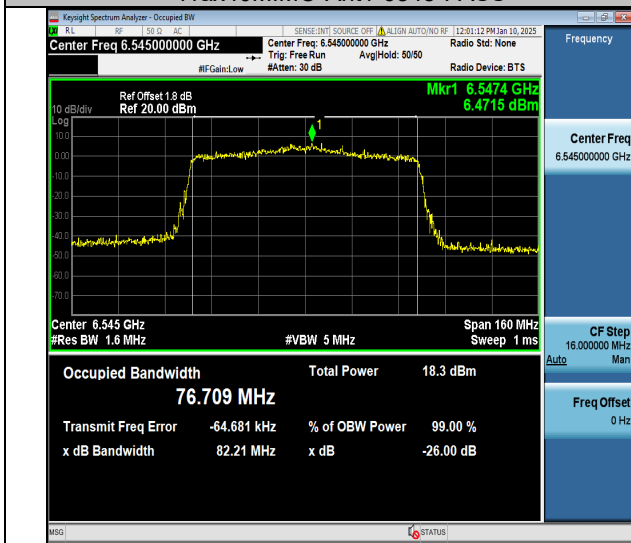 Keysight Spectrum Analyzer - Occupied BW
RL RF 50 Ω AC SENSE:INT SOURCE OFF ALIGN AUTO/NO RF 12:01:12 PM Jan 10, 2025
Center Freq 6.545000000 GHz
Center Freq: 6.545000000 GHz
Radio Std: None
Trig: Free Run Avg|Hold: 50/50
#IFGain:Low #Atten: 30 dB Radio Device: BTS
Frequency
Mkr1 6.5474 GHz
6.4715 dBm
Ref Offset 1.8 dB
10 dB/div Ref 20.00 dBm
Log
10.0
0.00
-10.0
-20.0
-30.0
-40.0
-50.0
-60.0
-70.0
1
Center 6.545 GHz Span 160 MHz
#Res BW 1.6 MHz #VBW 5 MHz Sweep 1 ms
Occupied Bandwidth Total Power 18.3 dBm
76.709 MHz
Transmit Freq Error -64.681 kHz % of OBW Power 99.00 %
x dB Bandwidth 82.21 MHz x dB -26.00 dB
Center Freq
6.545000000 GHz
CF Step
16.000000 MHz
Auto Man
Freq Offset
0 Hz
MSG STATUS